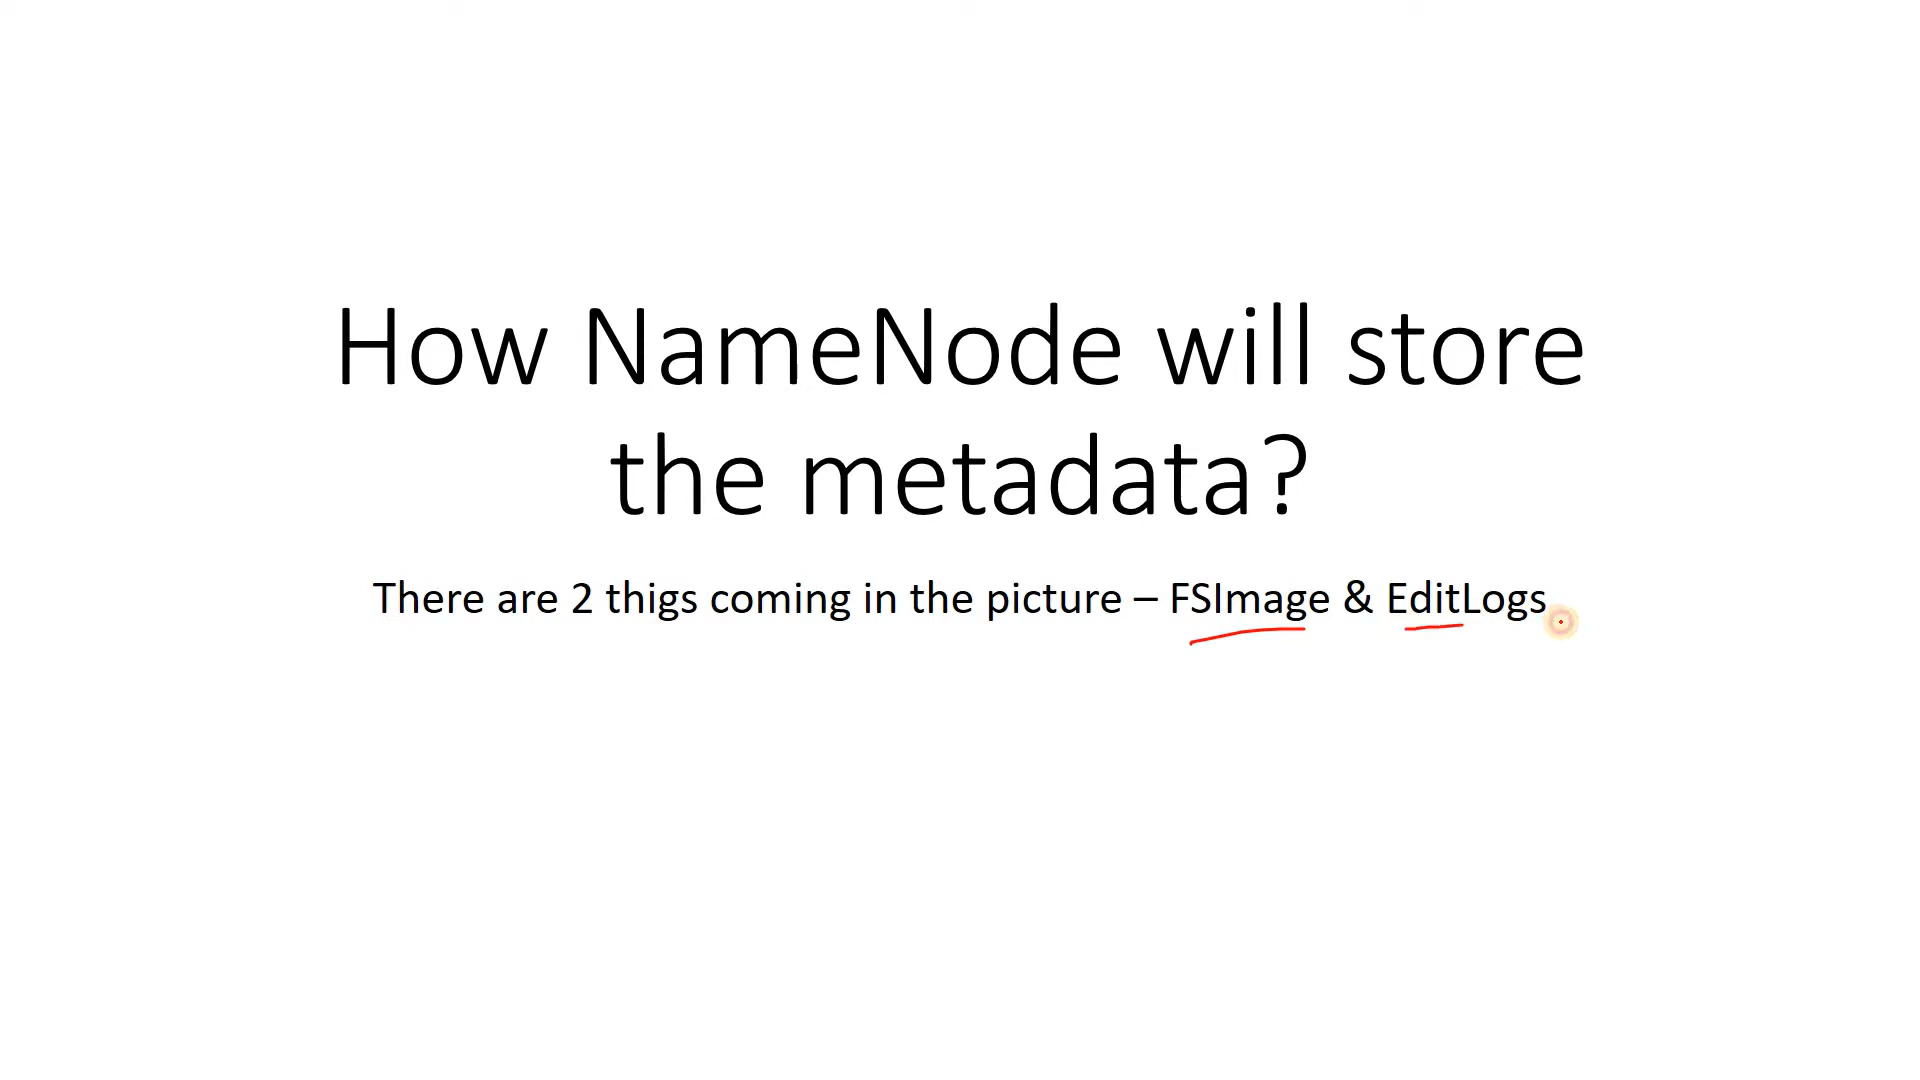 How NameNode will store
the metadata?
There are 2 thigs coming in the picture – FSImage & EditLogs